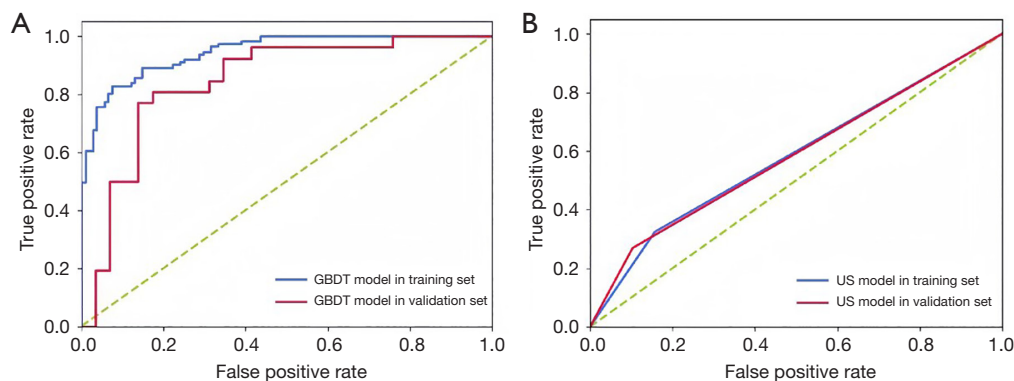 A
1.0
0.8
0.6
0.4
0.2
0.0
True positive rate
0.0
0.2
0.4
0.6
0.8
1.0
False positive rate
GBDT model in training set
GBDT model in validation set
B
1.0
0.8
0.6
0.4
0.2
0.0
True positive rate
0.0
0.2
0.4
0.6
0.8
1.0
False positive rate
US model in training set
US model in validation set